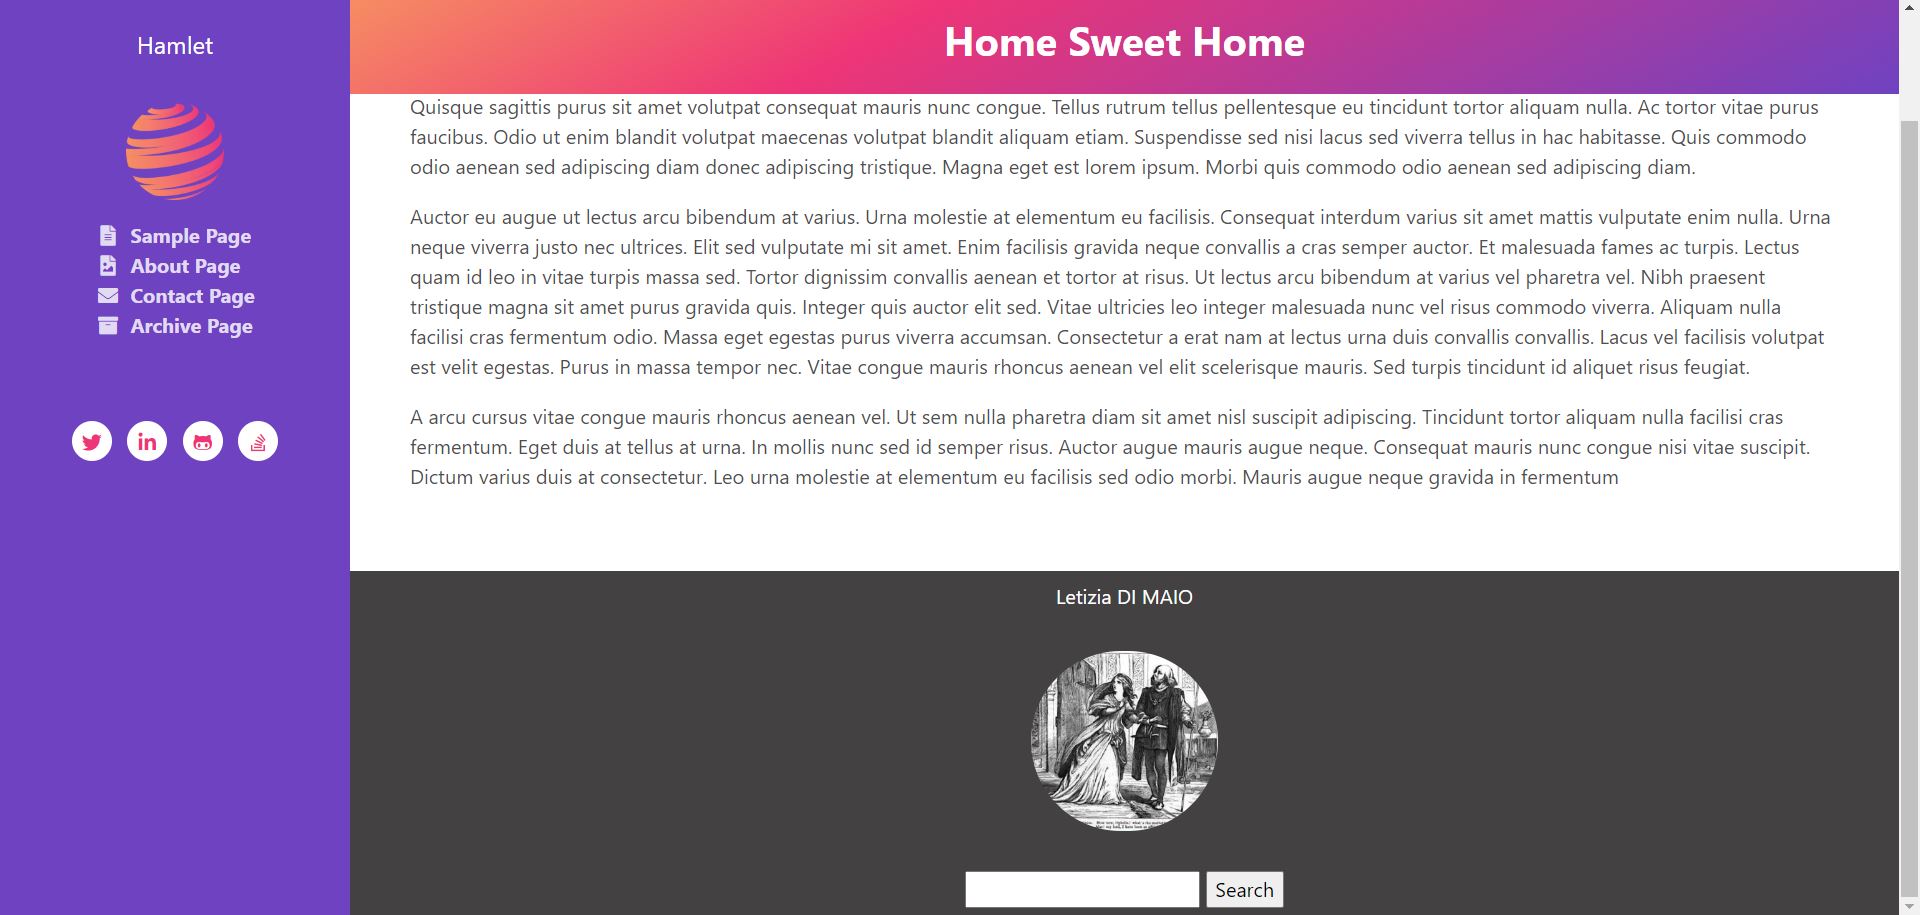 Hamlet
Sample Page
About Page
Contact Page
Archive Page
Home Sweet Home
Quisque sagittis purus sit amet volutpat consequat mauris nunc congue. Tellus rutrum tellus pellentesque eu tincidunt tortor aliquam nulla. Ac tortor vitae purus
faucibus. Odio ut enim blandit volutpat maecenas volutpat blandit aliquam etiam. Suspendisse sed nisi lacus sed viverra tellus in hac habitasse. Quis commodo
odio aenean sed adipiscing diam donec adipiscing tristique. Magna eget est lorem ipsum. Morbi quis commodo odio aenean sed adipiscing diam.
Auctor eu augue ut lectus arcu bibendum at varius. Urna molestie at elementum eu facilisis. Consequat interdum varius sit amet mattis vulputate enim nulla. Urna
neque viverra justo nec ultrices. Elit sed vulputate mi sit amet. Enim facilisis gravida neque convallis a cras semper auctor. Et malesuada fames ac turpis. Lectus
quam id leo in vitae turpis massa sed. Tortor dignissim convallis aenean et tortor at risus. Ut lectus arcu bibendum at varius vel pharetra vel. Nibh praesent
tristique magna sit amet purus gravida quis. Integer quis auctor elit sed. Vitae ultricies leo integer malesuada nunc vel risus commodo viverra. Aliquam nulla
facilisi cras fermentum odio. Massa eget egestas purus viverra accumsan. Consectetur a erat nam at lectus urna duis convallis convallis. Lacus vel facilisis volutpat
est velit egestas. Purus in massa tempor nec. Vitae congue mauris rhoncus aenean vel elit scelerisque mauris. Sed turpis tincidunt id aliquet risus feugiat.
A arcu cursus vitae congue mauris rhoncus aenean vel. Ut sem nulla pharetra diam sit amet nisl suscipit adipiscing. Tincidunt tortor aliquam nulla facilisi cras
fermentum. Eget duis at tellus at urna. In mollis nunc sed id semper risus. Auctor augue mauris augue neque. Consequat mauris nunc congue nisi vitae suscipit.
Dictum varius duis at consectetur. Leo urna molestie at elementum eu facilisis sed odio morbi. Mauris augue neque gravida in fermentum
Letizia DI MAIO
Search